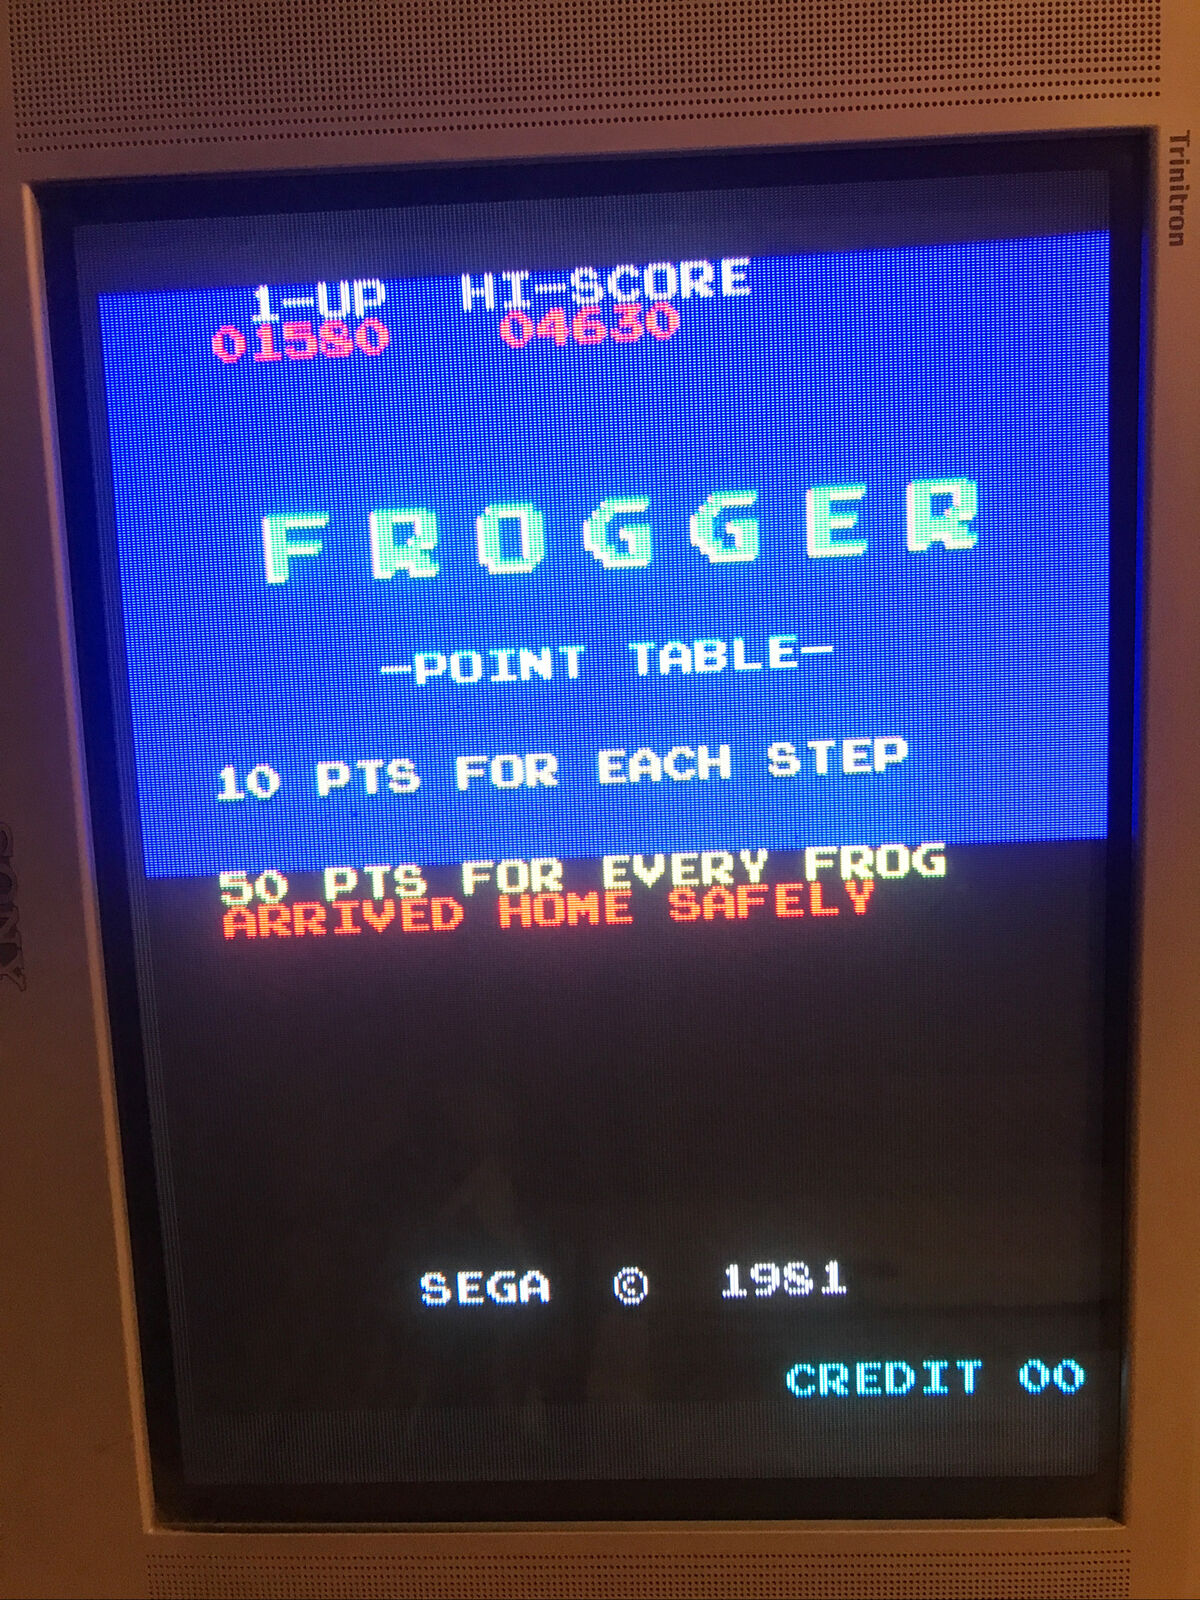 Trinitron
1-UP HI-SCORE
01580 04630
FROGGER
-POINT TABLE-
10 PTS FOR EACH STEP
50 PTS FOR EVERY FROG
ARRIVED HOME SAFELY
SEGA © 1981
CREDIT 00
SONY